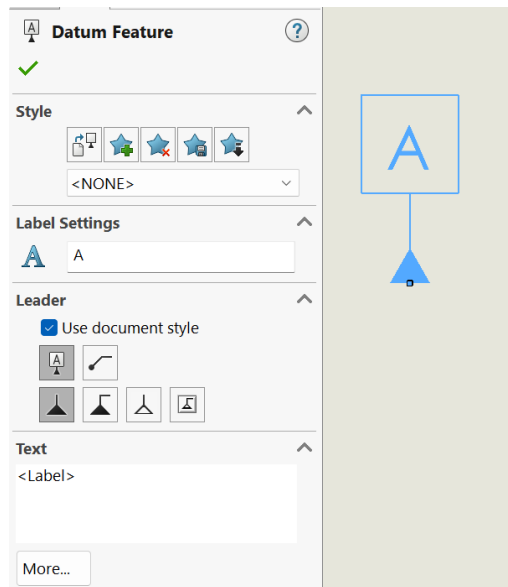 Datum Feature
?
Style
<NONE>
Label Settings
A
A
Leader
Use document style
A
A
Text
<Label>
More...
A